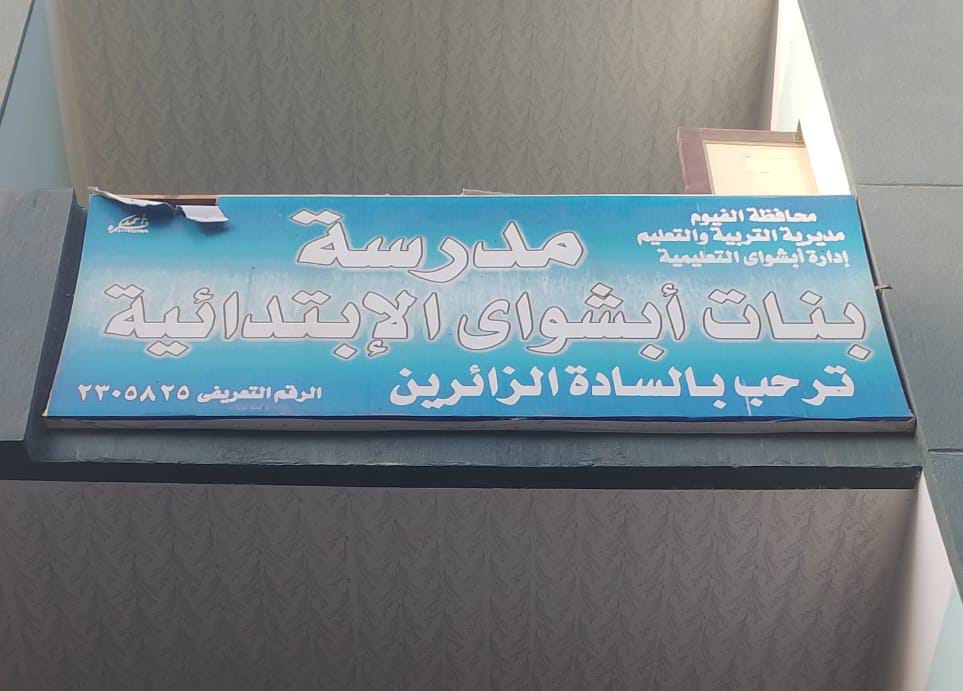 محافظة الفيوم
مديرية التربية والتعليم
إدارة أبشواى التعليمية
مدرسة
بنات أبشواى الإبتدائية
ترحب بالسادة الزائرين
الرقم التعريفى ٢٣٠٥٨٢٥